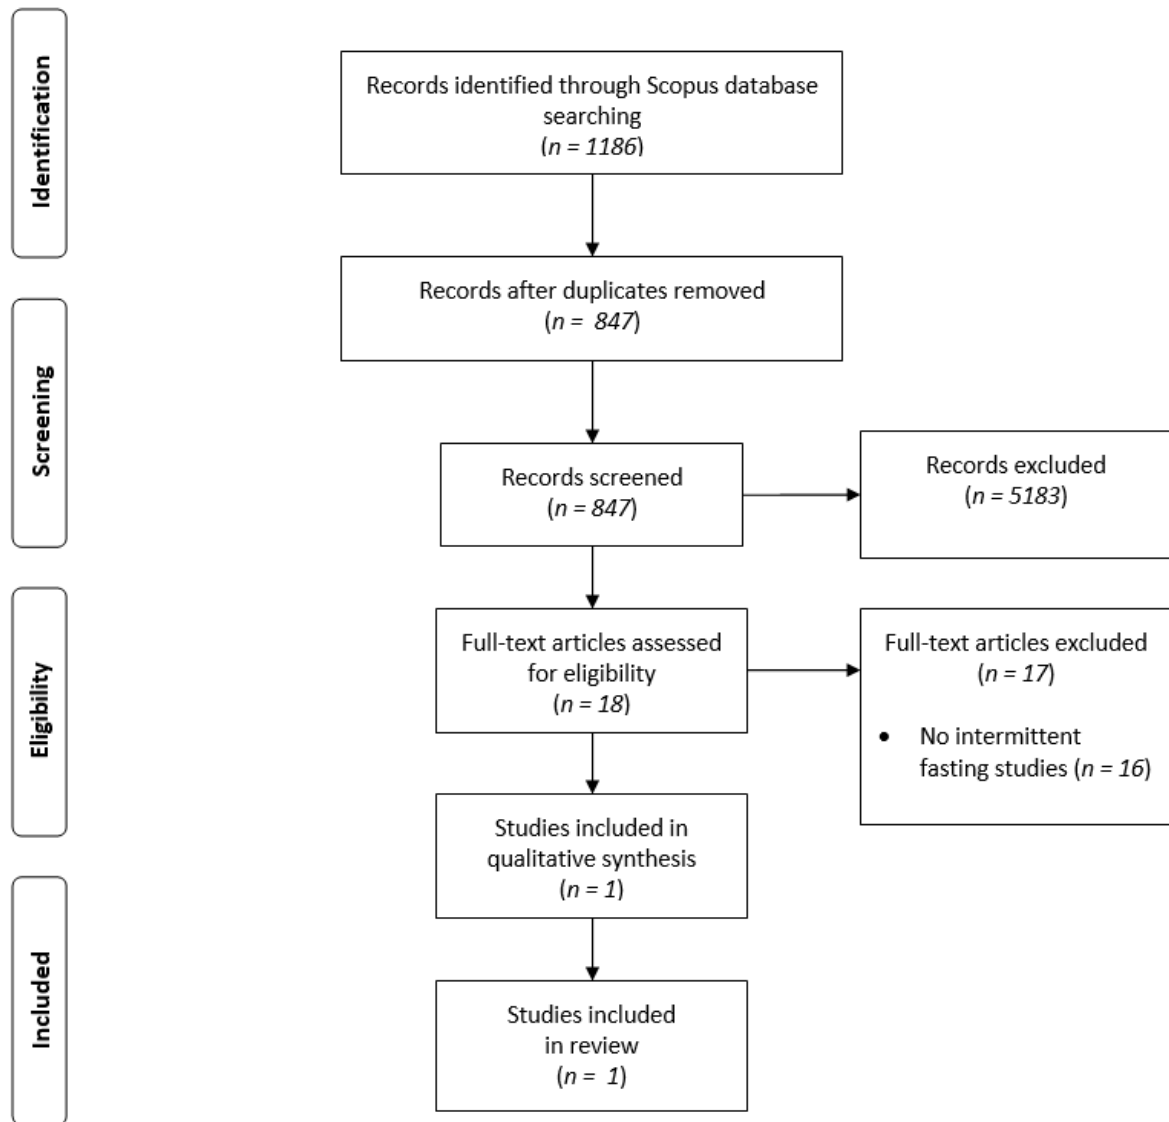 Identification
Records identified through Scopus database
searching
(n = 1186)
Records after duplicates removed
(n = 847)
Screening
Records screened
(n = 847)
Records excluded
(n = 5183)
Eligibility
Full-text articles assessed
for eligibility
(n = 18)
Full-text articles excluded
(n = 17)
• No intermittent
fasting studies (n = 16)
Studies included in
qualitative synthesis
(n = 1)
Included
Studies included
in review
(n = 1)